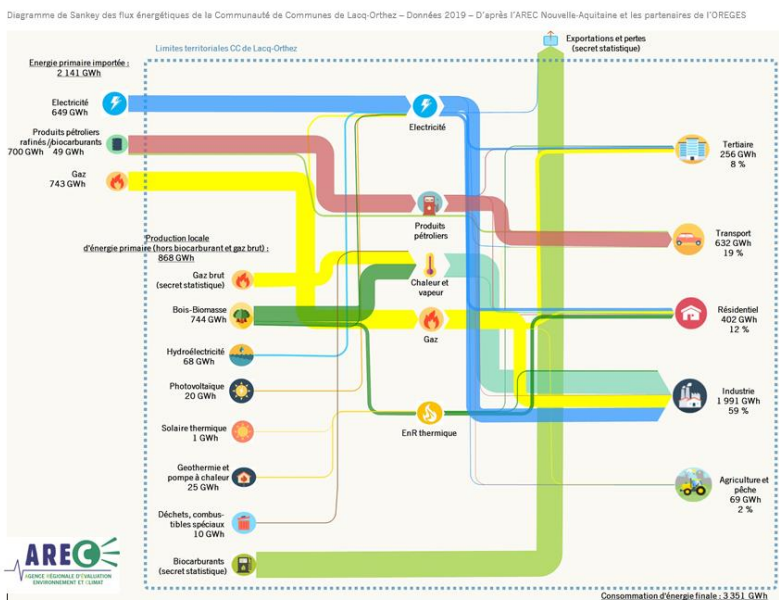 Diagramme de Sankey des flux énergétiques de la Communauté de Communes de Lacq-Orthez – Données 2019 – D'après l'AREC Nouvelle-Aquitaine et les partenaires de l'OREGES
Exportations et pertes
(secret statistique)
Limites territoriales CC de Lacq-Orthez
Energie primaire importée :
2 141 GWh
Electricité
649 GWh
Produits pétroliers
rafinés/biocarburants
700 GWh 49 GWh
Gaz
743 GWh
Production locale
d'énergie primaire (hors biocarburant et gaz brut) :
868 GWh
Gaz brut
(secret statistique)
Bois-Biomasse
744 GWh
Hydroélectricité
68 GWh
Photovoltaïque
20 GWh
Solaire thermique
1 GWh
Geothermie et
pompe à chaleur
25 GWh
Déchets, combus-
tibles spéciaux
10 GWh
Biocarburants
(secret statistique)
Electricité
Produits
pétroliers
Chaleur et
vapeur
Gaz
EnR thermique
Tertiaire
256 GWh
8 %
Transport
632 GWh
19 %
Résidentiel
402 GWh
12 %
Industrie
1 991 GWh
59 %
Agriculture et
pêche
69 GWh
2 %
AREC
AGENCE RÉGIONALE D'ÉVALUATION
ENVIRONNEMENT ET CLIMAT
Consommation d'énergie finale : 3 351 GWh